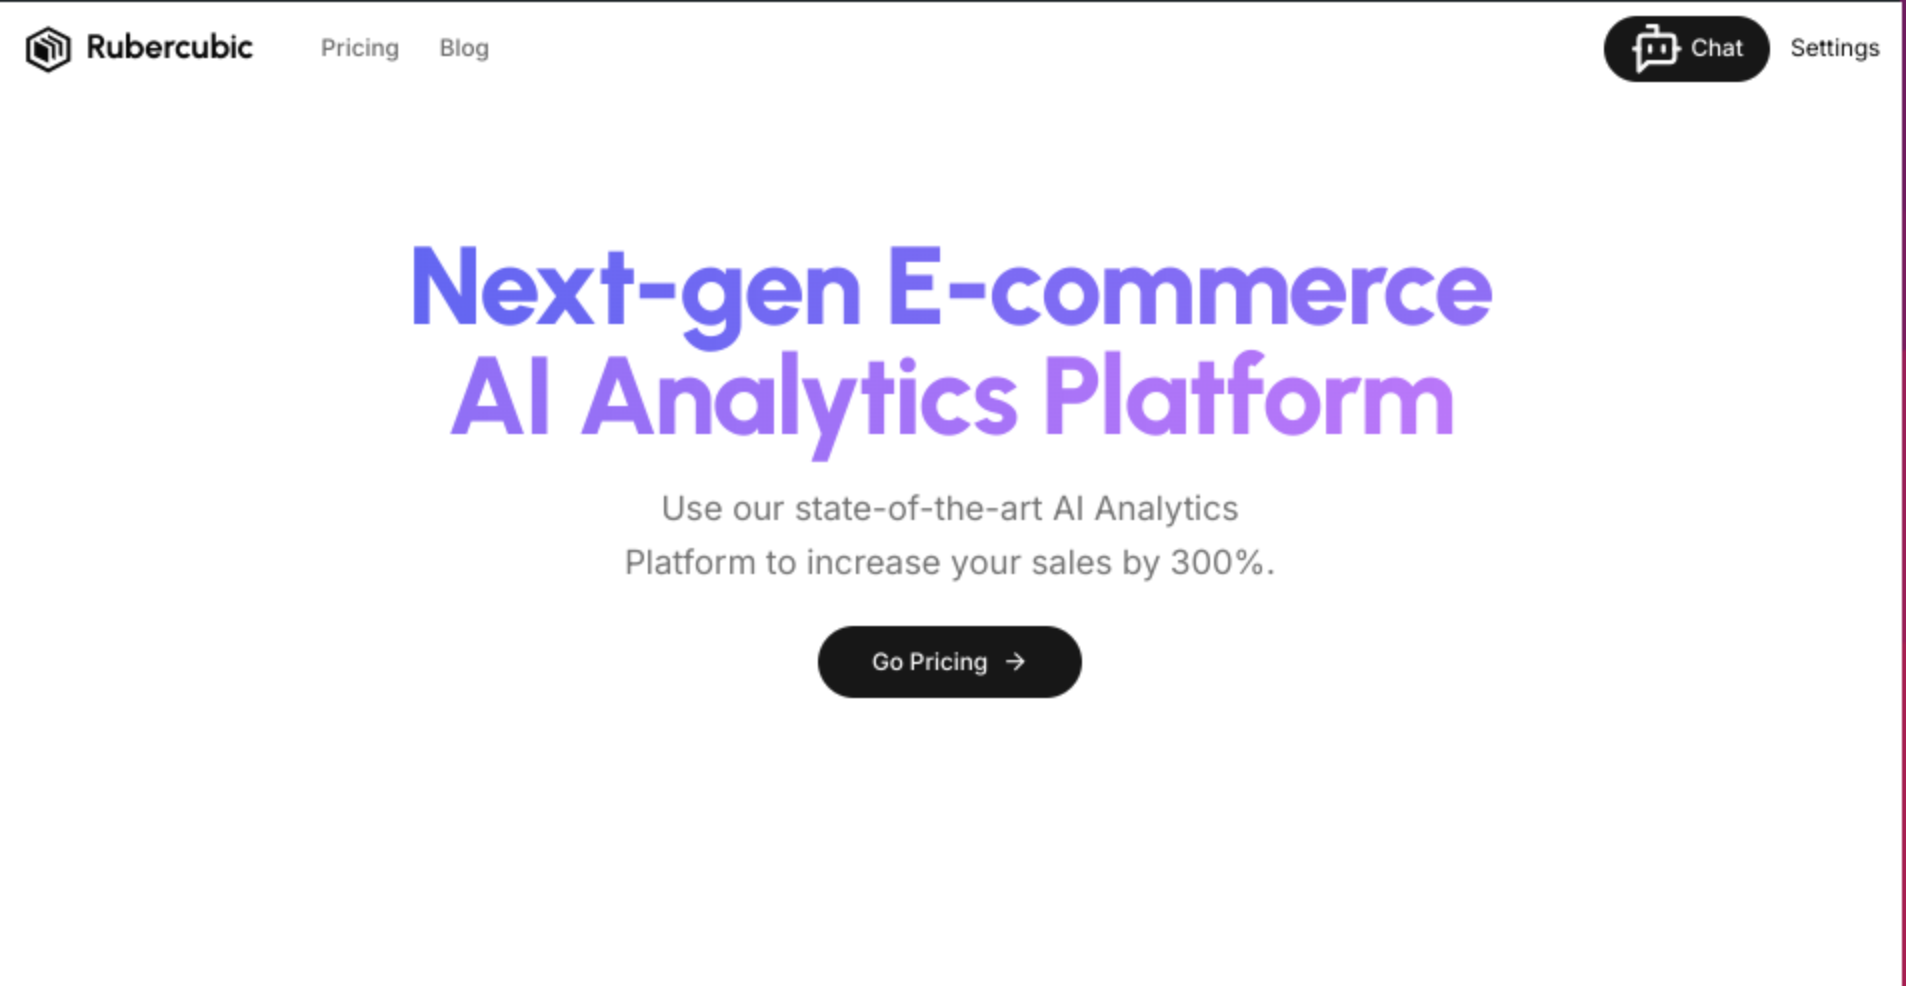 Rubercubic
Pricing
Blog
Chat
Settings
Next-gen E-commerce
AI Analytics Platform
Use our state-of-the-art AI Analytics
Platform to increase your sales by 300%.
Go Pricing →